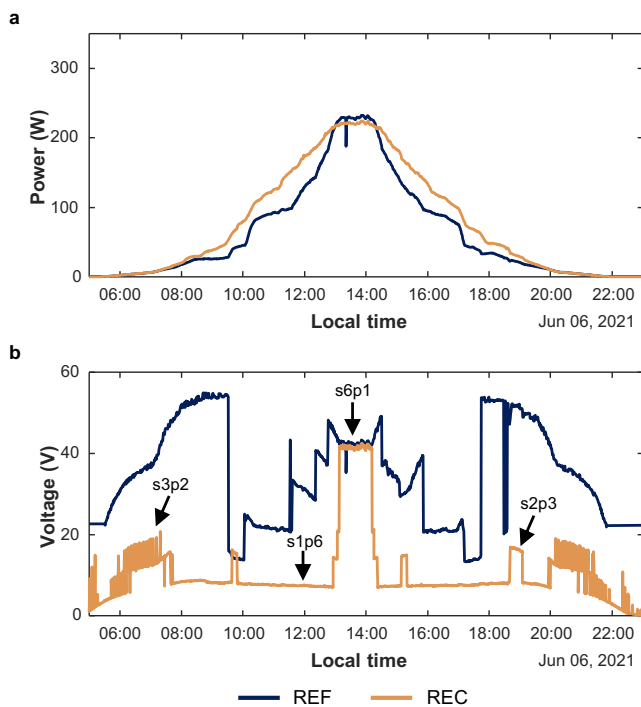 a
Power (W)
300
200
100
0
06:00 08:00 10:00 12:00 14:00 16:00 18:00 20:00 22:00
Local time
Jun 06, 2021
b
Voltage (V)
60
40
20
0
s6p1
s3p2
s2p3
s1p6
06:00 08:00 10:00 12:00 14:00 16:00 18:00 20:00 22:00
Local time
Jun 06, 2021
REF REC